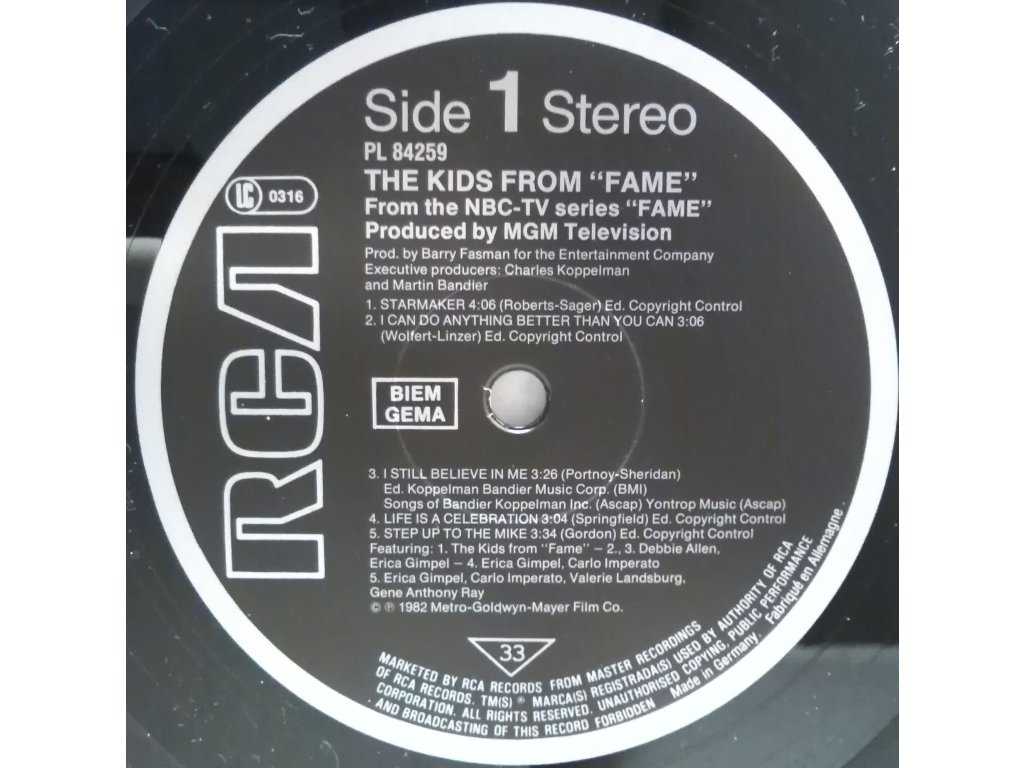 Side 1 Stereo
PL 84259
LC 0316
THE KIDS FROM "FAME"
From the NBC-TV series "FAME"
Produced by MGM Television
Prod. by Barry Fasman for the Entertainment Company
Executive producers: Charles Koppelman
and Martin Bandier
1. STARMAKER 4:06 (Roberts-Sager) Ed. Copyright Control
2. I CAN DO ANYTHING BETTER THAN YOU CAN 3:06
(Wolfert-Linzer) Ed. Copyright Control
RCA
BIEM
GEMA
3. I STILL BELIEVE IN ME 3:26 (Portnoy-Sheridan)
Ed. Koppelman Bandier Music Corp. (BMI)
Songs of Bandier Koppelman Inc. (Ascap) Yontrop Music (Ascap)
4. LIFE IS A CELEBRATION 3:04 (Springfield) Ed. Copyright Control
5. STEP UP TO THE MIKE 3:34 (Gordon) Ed. Copyright Control
Featuring: 1. The Kids from "Fame" – 2., 3. Debbie Allen,
Erica Gimpel – 4. Erica Gimpel, Carlo Imperato
5. Erica Gimpel, Carlo Imperato, Valerie Landsburg,
Gene Anthony Ray
© ℗ 1982 Metro-Goldwyn-Mayer Film Co.
33
MARKETED BY RCA RECORDS FROM MASTER RECORDINGS
OF RCA RECORDS. TM(S) ® MARCA(S) REGISTRADA(S) USED BY AUTHORITY OF RCA
CORPORATION. ALL RIGHTS RESERVED. UNAUTHORISED COPYING, PUBLIC PERFORMANCE
AND BROADCASTING OF THIS RECORD FORBIDDEN Made in Germany. Fabriqué en Allemagne.